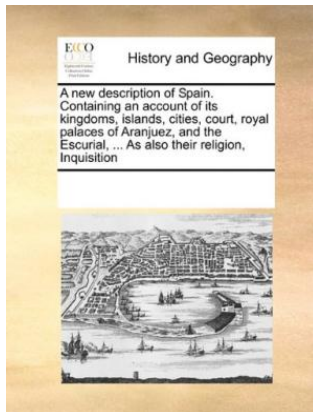 ECCO
History and Geography
A new description of Spain.
Containing an account of its
kingdoms, islands, cities, court, royal
palaces of Aranjuez, and the
Escurial, ... As also their religion,
Inquisition